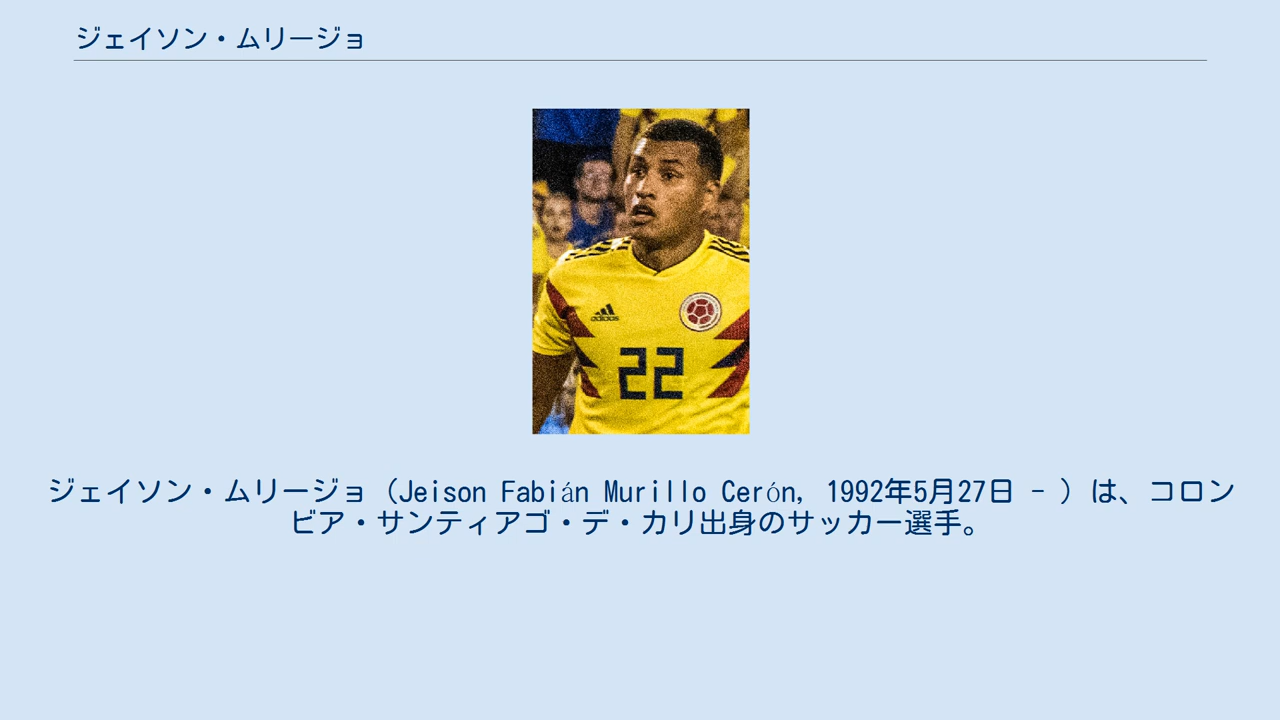 ジェイソン・ムリージョ
adidas
22
ジェイソン・ムリージョ（Jeison Fabián Murillo Cerón, 1992年5月27日 - ）は、コロン
ビア・サンティアゴ・デ・カリ出身のサッカー選手。